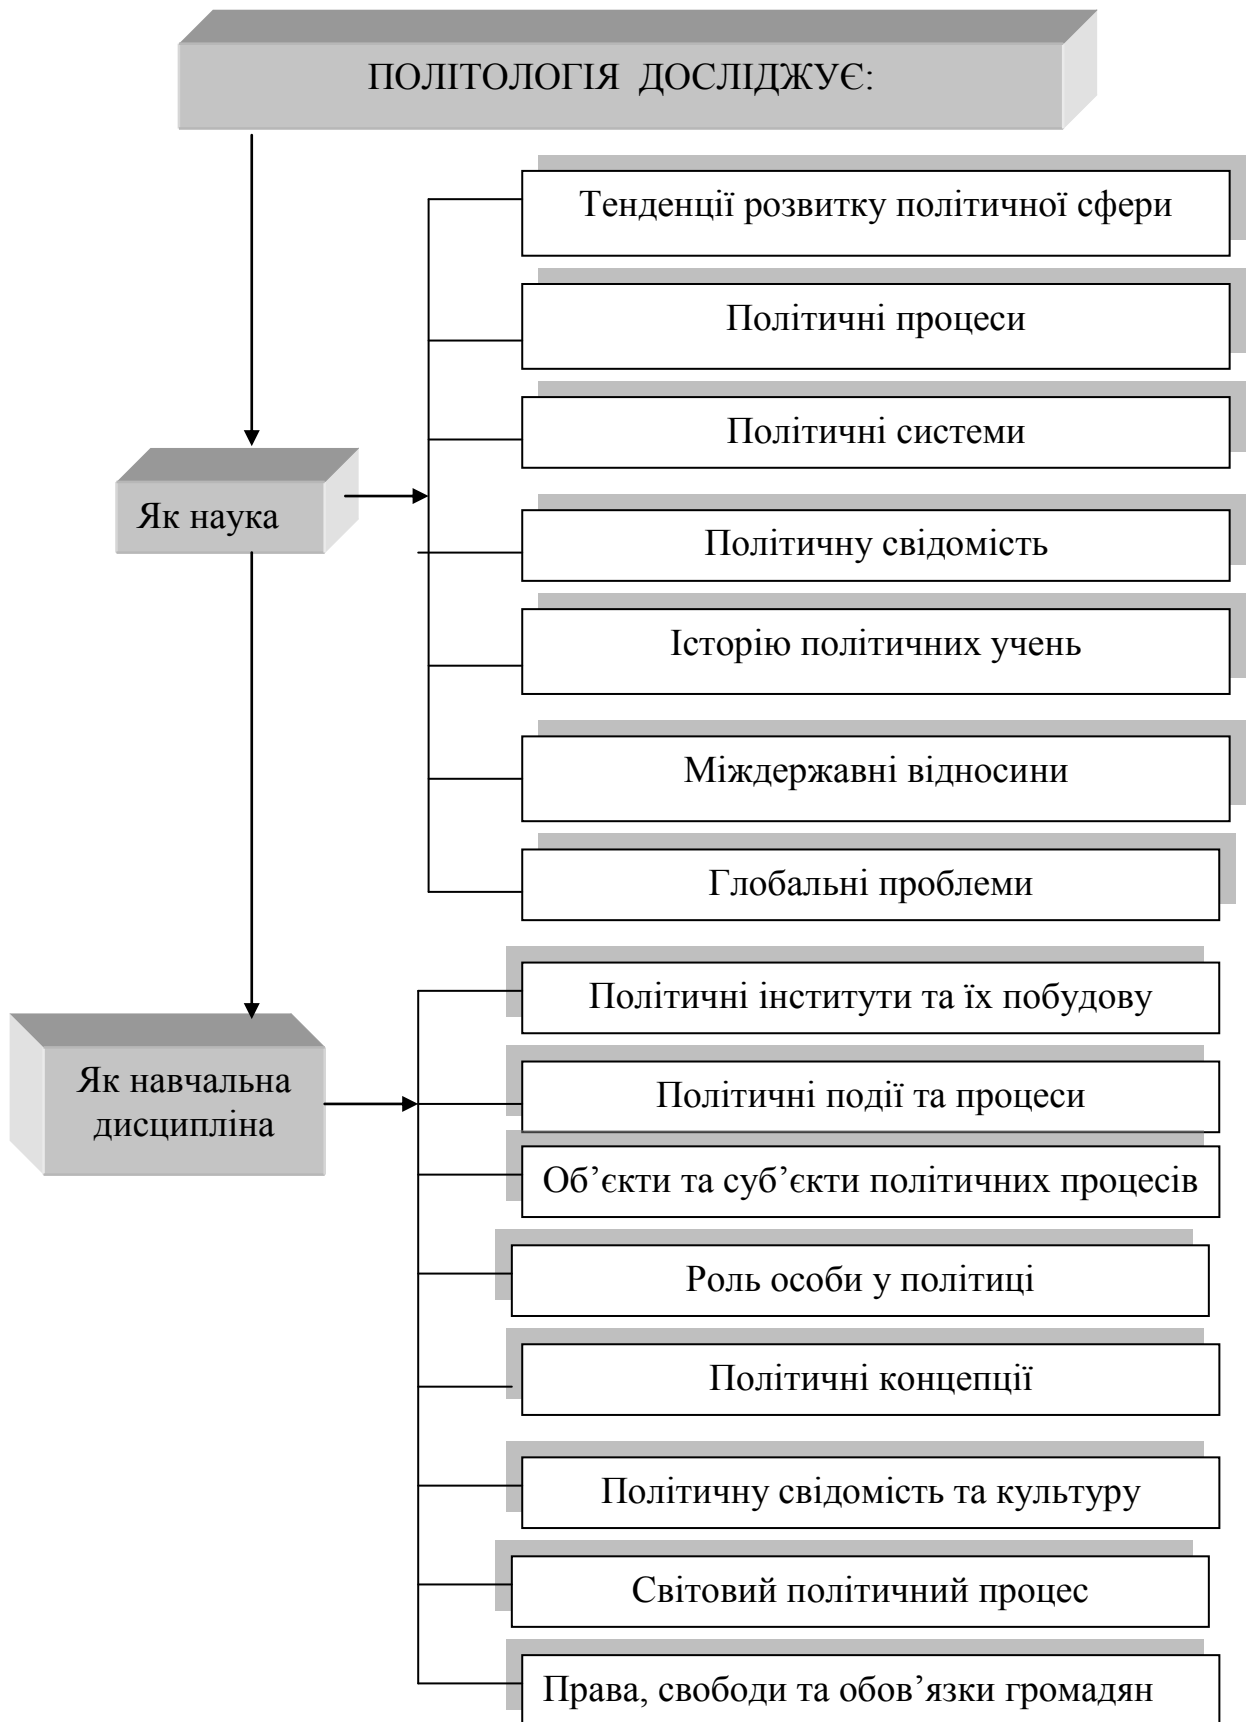 ПОЛІТОЛОГІЯ ДОСЛІДЖУЄ:
Тенденції розвитку політичної сфери
Політичні процеси
Політичні системи
Як наука
Політичну свідомість
Історію політичних учень
Міждержавні відносини
Глобальні проблеми
Політичні інститути та їх побудову
Як навчальна
дисципліна
Політичні події та процеси
Об’єкти та суб’єкти політичних процесів
Роль особи у політиці
Політичні концепції
Політичну свідомість та культуру
Світовий політичний процес
Права, свободи та обов’язки громадян